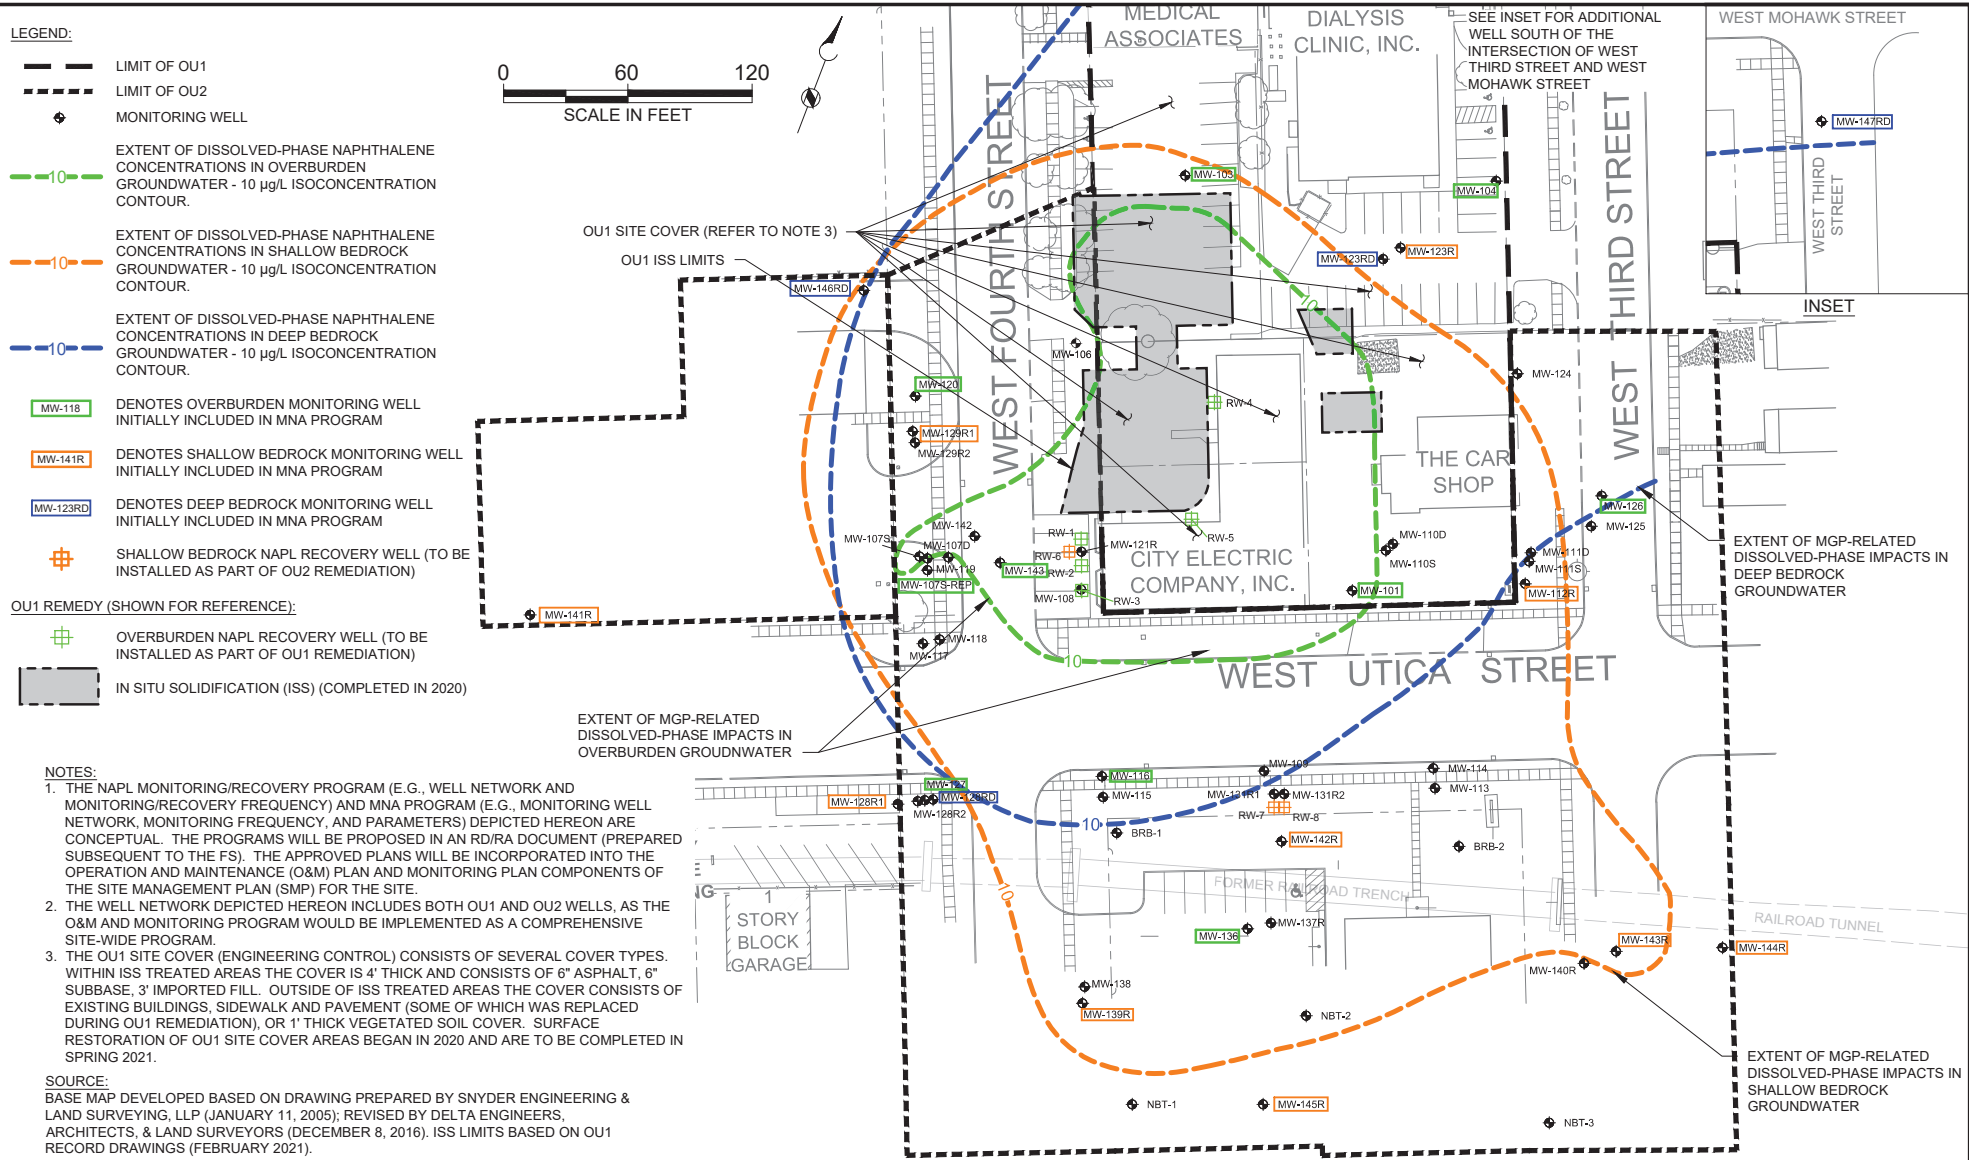 LEGEND:
LIMIT OF OU1
LIMIT OF OU2
MONITORING WELL
10
EXTENT OF DISSOLVED-PHASE NAPHTHALENE
CONCENTRATIONS IN OVERBURDEN
GROUNDWATER - 10 µg/L ISOCONCENTRATION
CONTOUR.
10
EXTENT OF DISSOLVED-PHASE NAPHTHALENE
CONCENTRATIONS IN SHALLOW BEDROCK
GROUNDWATER - 10 µg/L ISOCONCENTRATION
CONTOUR.
10
EXTENT OF DISSOLVED-PHASE NAPHTHALENE
CONCENTRATIONS IN DEEP BEDROCK
GROUNDWATER - 10 µg/L ISOCONCENTRATION
CONTOUR.
MW-118
DENOTES OVERBURDEN MONITORING WELL
INITIALLY INCLUDED IN MNA PROGRAM
MW-141R
DENOTES SHALLOW BEDROCK MONITORING WELL
INITIALLY INCLUDED IN MNA PROGRAM
MW-123RD
DENOTES DEEP BEDROCK MONITORING WELL
INITIALLY INCLUDED IN MNA PROGRAM
SHALLOW BEDROCK NAPL RECOVERY WELL (TO BE
INSTALLED AS PART OF OU2 REMEDIATION)
OU1 REMEDY (SHOWN FOR REFERENCE):
OVERBURDEN NAPL RECOVERY WELL (TO BE
INSTALLED AS PART OF OU1 REMEDIATION)
IN SITU SOLIDIFICATION (ISS) (COMPLETED IN 2020)
NOTES:
1. THE NAPL MONITORING/RECOVERY PROGRAM (E.G., WELL NETWORK AND
MONITORING/RECOVERY FREQUENCY) AND MNA PROGRAM (E.G., MONITORING WELL
NETWORK, MONITORING FREQUENCY, AND PARAMETERS) DEPICTED HEREON ARE
CONCEPTUAL. THE PROGRAMS WILL BE PROPOSED IN AN RD/RA DOCUMENT (PREPARED
SUBSEQUENT TO THE FS). THE APPROVED PLANS WILL BE INCORPORATED INTO THE
OPERATION AND MAINTENANCE (O&M) PLAN AND MONITORING PLAN COMPONENTS OF
THE SITE MANAGEMENT PLAN (SMP) FOR THE SITE.
2. THE WELL NETWORK DEPICTED HEREON INCLUDES BOTH OU1 AND OU2 WELLS, AS THE
O&M AND MONITORING PROGRAM WOULD BE IMPLEMENTED AS A COMPREHENSIVE
SITE-WIDE PROGRAM.
3. THE OU1 SITE COVER (ENGINEERING CONTROL) CONSISTS OF SEVERAL COVER TYPES.
WITHIN ISS TREATED AREAS THE COVER IS 4' THICK AND CONSISTS OF 6" ASPHALT, 6"
SUBBASE, 3' IMPORTED FILL. OUTSIDE OF ISS TREATED AREAS THE COVER CONSISTS OF
EXISTING BUILDINGS, SIDEWALK AND PAVEMENT (SOME OF WHICH WAS REPLACED
DURING OU1 REMEDIATION), OR 1' THICK VEGETATED SOIL COVER. SURFACE
RESTORATION OF OU1 SITE COVER AREAS BEGAN IN 2020 AND ARE TO BE COMPLETED IN
SPRING 2021.
SOURCE:
BASE MAP DEVELOPED BASED ON DRAWING PREPARED BY SNYDER ENGINEERING &
LAND SURVEYING, LLP (JANUARY 11, 2005); REVISED BY DELTA ENGINEERS,
ARCHITECTS, & LAND SURVEYORS (DECEMBER 8, 2016). ISS LIMITS BASED ON OU1
RECORD DRAWINGS (FEBRUARY 2021).
0 60 120
SCALE IN FEET
MEDICAL
ASSOCIATES
DIALYSIS
CLINIC, INC.
SEE INSET FOR ADDITIONAL
WELL SOUTH OF THE
INTERSECTION OF WEST
THIRD STREET AND WEST
MOHAWK STREET
WEST MOHAWK STREET
MW-147RD
WEST THIRD
STREET
INSET
WEST FOURTH STREET
WEST THIRD STREET
OU1 SITE COVER (REFER TO NOTE 3)
OU1 ISS LIMITS
MW-103
MW-104
MW-123R
MW-123RD
MW-146RD
10
MW-106
MW-124
MW-120
RW-4
MW-129R1
MW-129R2
THE CAR
SHOP
MW-126
MW-125
MW-142
MW-107S
MW-107D
MW-119
MW-107S-REP
MW-143
RW-1
RW-6
RW-2
MW-121R
MW-108
RW-3
RW-5
CITY ELECTRIC
COMPANY, INC.
MW-110D
MW-110S
MW-101
MW-111D
MW-111S
MW-112R
EXTENT OF MGP-RELATED
DISSOLVED-PHASE IMPACTS IN
DEEP BEDROCK
GROUNDWATER
MW-141R
MW-118
MW-117
10
WEST UTICA STREET
EXTENT OF MGP-RELATED
DISSOLVED-PHASE IMPACTS IN
OVERBURDEN GROUDNWATER
MW-128R1
MW-128RD
MW-128R2
MW-116
MW-115
MW-109
MW-131R1
MW-131R2
RW-7
RW-8
MW-114
MW-113
10
BRB-1
MW-142R
BRB-2
10
FORMER RAILROAD TRENCH
RAILROAD TUNNEL
1
STORY
BLOCK
GARAGE
MW-136
MW-137R
MW-143R
MW-144R
MW-140R
MW-138
MW-139R
NBT-2
NBT-1
MW-145R
NBT-3
EXTENT OF MGP-RELATED
DISSOLVED-PHASE IMPACTS IN
SHALLOW BEDROCK
GROUNDWATER